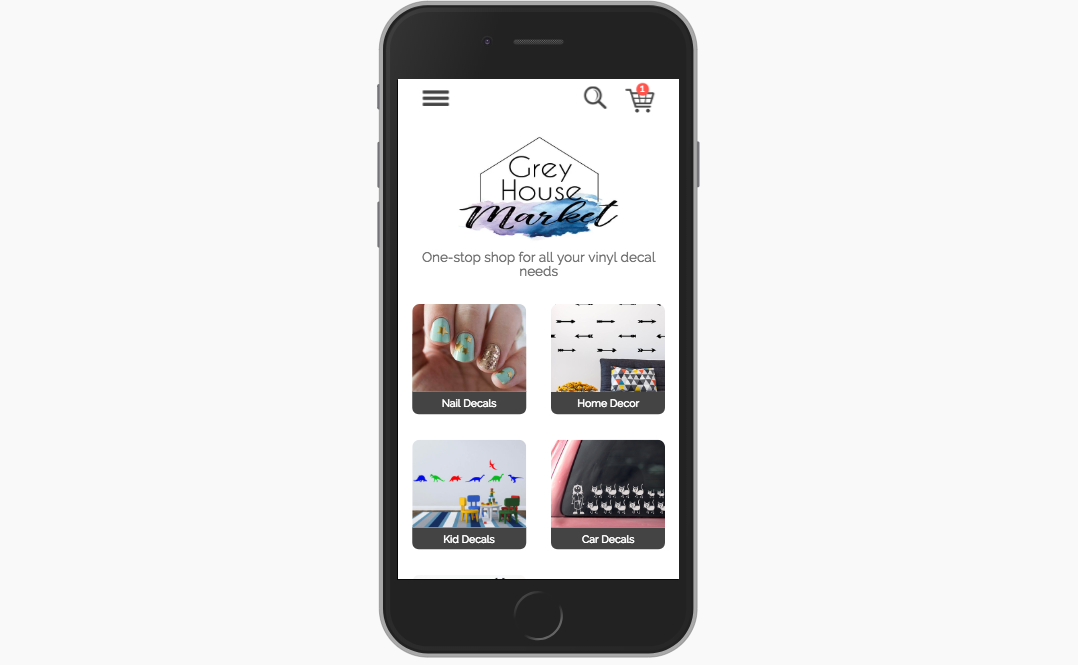 1
Grey
House
Market
One-stop shop for all your vinyl decal
needs
Nail Decals
Home Decor
Kid Decals
Car Decals